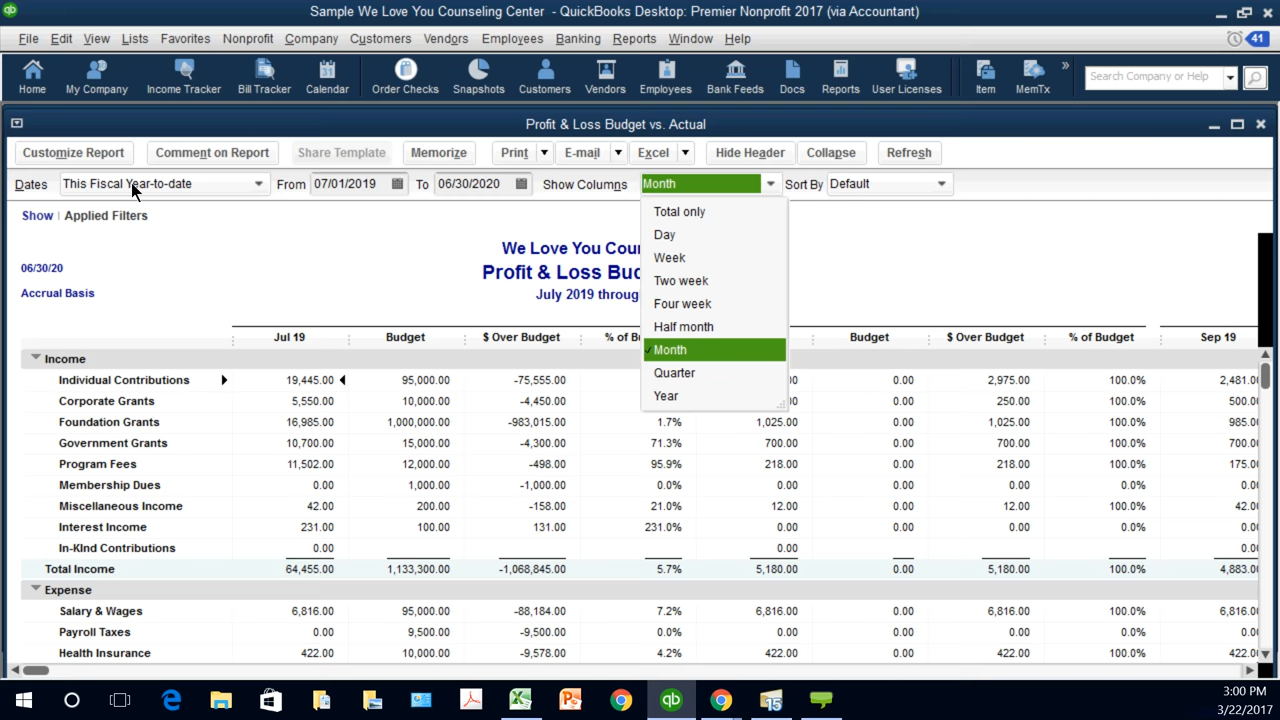 Sample We Love You Counseling Center - QuickBooks Desktop: Premier Nonprofit 2017 (via Accountant)
File Edit View Lists Favorites Nonprofit Company Customers Vendors Employees Banking Reports Window Help 41
Home My Company Income Tracker Bill Tracker Calendar Order Checks Snapshots Customers Vendors Employees Bank Feeds Docs Reports User Licenses Item MemTx » Search Company or Help
Profit & Loss Budget vs. Actual
Customize Report Comment on Report Share Template Memorize Print E-mail Excel Hide Header Collapse Refresh
Dates This Fiscal Year-to-date From 07/01/2019 To 06/30/2020 Show Columns Month Sort By Default
Show | Applied Filters
Total only
Day
Week
Two week
Four week
Half month
Month
Quarter
Year
We Love You Cou
06/30/20 Profit & Loss Bud
Accrual Basis July 2019 throug
Jul 19 Budget $ Over Budget % of B Budget $ Over Budget % of Budget Sep 19
Income
Individual Contributions 19,445.00 95,000.00 -75,555.00 0.00 2,975.00 100.0% 2,481.0
Corporate Grants 5,550.00 10,000.00 -4,450.00 0.00 250.00 100.0% 500.0
Foundation Grants 16,985.00 1,000,000.00 -983,015.00 1.7% 1,025.00 0.00 1,025.00 100.0% 985.0
Government Grants 10,700.00 15,000.00 -4,300.00 71.3% 700.00 0.00 700.00 100.0% 700.0
Program Fees 11,502.00 12,000.00 -498.00 95.9% 218.00 0.00 218.00 100.0% 175.0
Membership Dues 0.00 1,000.00 -1,000.00 0.0% 0.00 0.00 0.00 0.0% 0.0
Miscellaneous Income 42.00 200.00 -158.00 21.0% 12.00 0.00 12.00 100.0% 42.0
Interest Income 231.00 100.00 131.00 231.0% 0.00 0.00 0.00 0.0% 0.0
In-KInd Contributions 0.00 0.00 0.0
Total Income 64,455.00 1,133,300.00 -1,068,845.00 5.7% 5,180.00 0.00 5,180.00 100.0% 4,883.0
Expense
Salary & Wages 6,816.00 95,000.00 -88,184.00 7.2% 6,816.00 0.00 6,816.00 100.0% 6,816.0
Payroll Taxes 0.00 9,500.00 -9,500.00 0.0% 0.00 0.00 0.00 0.0% 0.0
Health Insurance 422.00 10,000.00 -9,578.00 4.2% 422.00 0.00 422.00 100.0% 422.0
15
3:00 PM
3/22/2017